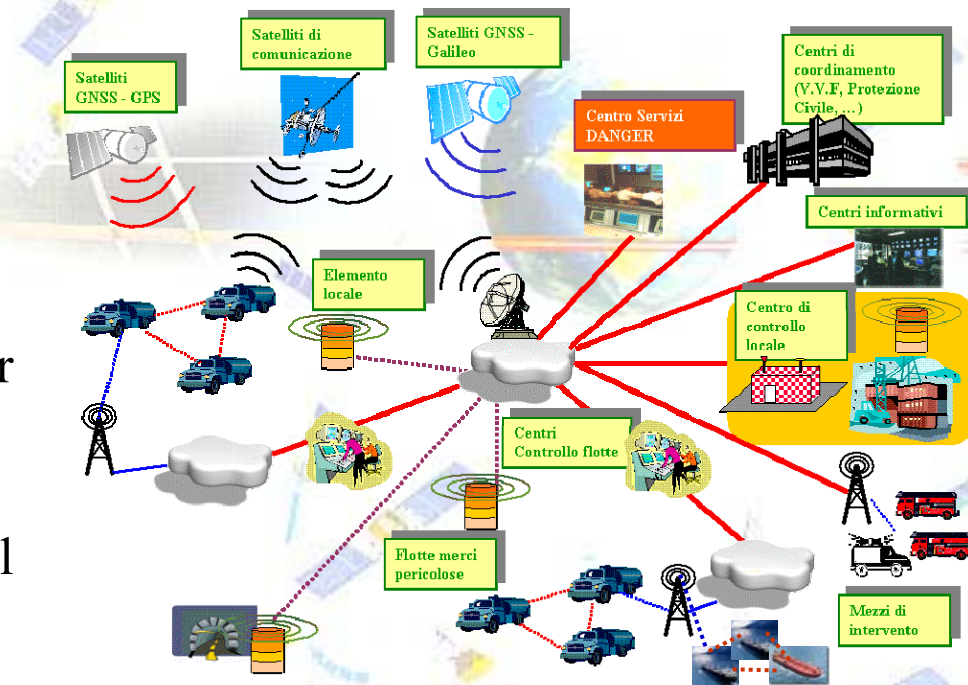 Satelliti
GNSS - GPS
Satelliti di
comunicazione
Satelliti GNSS -
Galileo
Centro Servizi
DANGER
Centri di
coordinamento
(V.V.F, Protezione
Civile, ...)
Centri informativi
Elemento
locale
Centro di
controllo
locale
r
Centri
Controllo flotte
l
Flotte merci
pericolose
Mezzi di
intervento